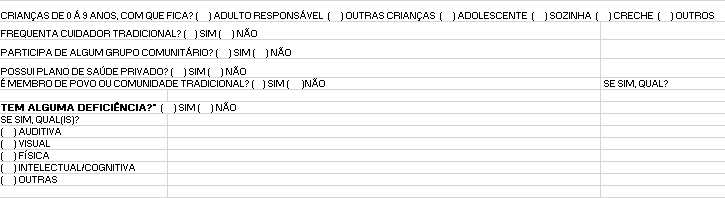 CRIANÇAS DE 0 Á 9 ANOS, COM QUE FICA? ( ) ADULTO RESPONSÁVEL ( ) OUTRAS CRIANÇAS ( ) ADOLESCENTE ( ) SOZINHA ( ) CRECHE ( ) OUTROS
FREQUENTA CUIDADOR TRADICIONAL? ( ) SIM ( ) NÃO
PARTICIPA DE ALGUM GRUPO COMUNITÁRIO? ( ) SIM ( ) NÃO
POSSUI PLANO DE SAÚDE PRIVADO? ( ) SIM ( ) NÃO
É MEMBRO DE POVO OU COMUNIDADE TRADICIONAL? ( ) SIM ( )NÃO SE SIM, QUAL?
TEM ALGUMA DEFICIÊNCIA?* ( ) SIM ( ) NÃO
SE SIM, QUAL(IS)?
( ) AUDITIVA
( ) VISUAL
( ) FÍSICA
( ) INTELECTUAL/COGNITIVA
( ) OUTRAS